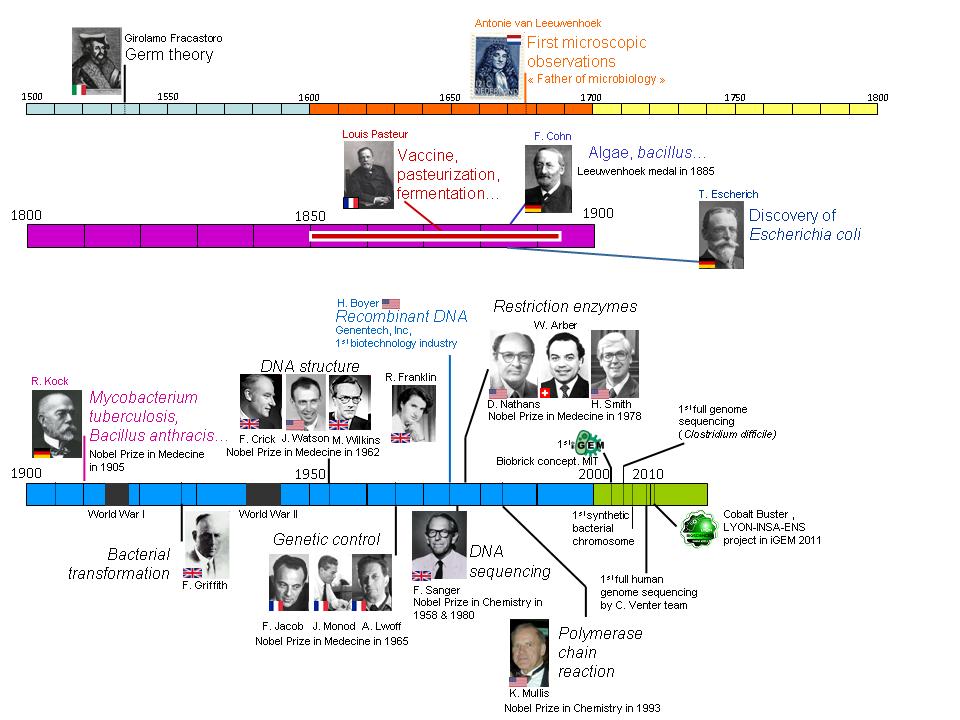 Girolamo Fracastoro
Germ theory
Antonie van Leeuwenhoek
First microscopic
observations
« Father of microbiology »
NEDERLAND
1500
1550
1600
1650
1700
1750
1800
Louis Pasteur
Vaccine,
pasteurization,
fermentation…
F. Cohn
Algae, bacillus…
Leeuwenhoek medal in 1885
T. Escherich
Discovery of
Escherichia coli
1800
1850
1900
H. Boyer
Recombinant DNA
Genentech, Inc,
1st biotechnology industry
Restriction enzymes
W. Arber
D. Nathans
H. Smith
Nobel Prize in Medecine in 1978
DNA structure
F. Crick
J. Watson
M. Wilkins
Nobel Prize in Medecine in 1962
R. Franklin
R. Kock
Mycobacterium
tuberculosis,
Bacillus anthracis…
Nobel Prize in Medecine
in 1905
1st full genome
sequencing
(Clostridium difficile)
1st iGEM
Biobrick concept. MIT
1900
1950
2000
2010
World War I
World War II
Bacterial
transformation
F. Griffith
Genetic control
F. Jacob
J. Monod
A. Lwoff
Nobel Prize in Medecine in 1965
DNA
sequencing
F. Sanger
Nobel Prize in Chemistry in
1958 & 1980
1st synthetic
bacterial
chromosome
1st full human
genome sequencing
by C. Venter team
Cobalt Buster ,
LYON-INSA-ENS
project in iGEM 2011
Polymerase
chain
reaction
K. Mullis
Nobel Prize in Chemistry in 1993